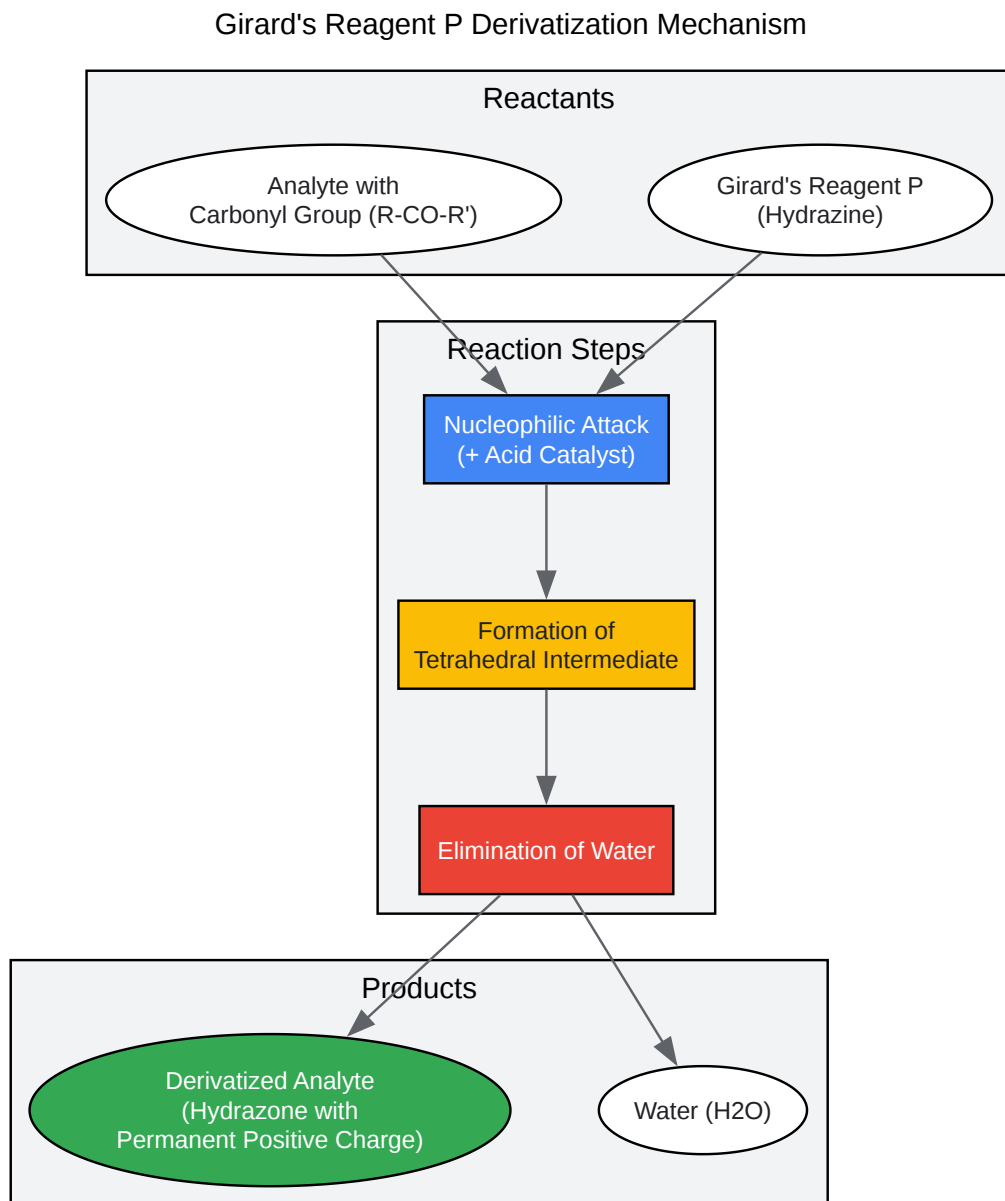 Girard's Reagent P Derivatization Mechanism
Reactants
Analyte with
Carbonyl Group (R-CO-R')
Girard's Reagent P
(Hydrazine)
Reaction Steps
Nucleophilic Attack
(+ Acid Catalyst)
Formation of
Tetrahedral Intermediate
Elimination of Water
Products
Derivatized Analyte
(Hydrazone with
Permanent Positive Charge)
Water (H2O)